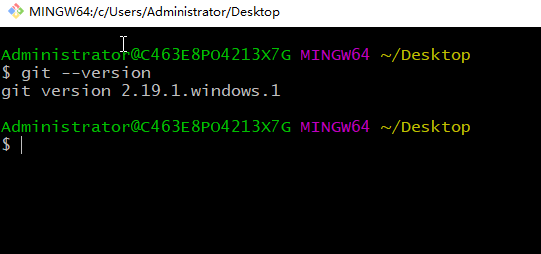 MINGW64:/c/Users/Administrator/Desktop
Administrator@C463E8PO4213X7G MINGW64 ~/Desktop
$ git --version
git version 2.19.1.windows.1
Administrator@C463E8PO4213X7G MINGW64 ~/Desktop
$